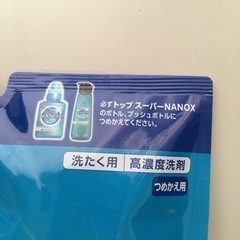 NANOX
必ずトップ スーパーNANOX
のボトル、プッシュボトルに
つめかえてください。
洗たく用 高濃度洗剤
つめかえ用